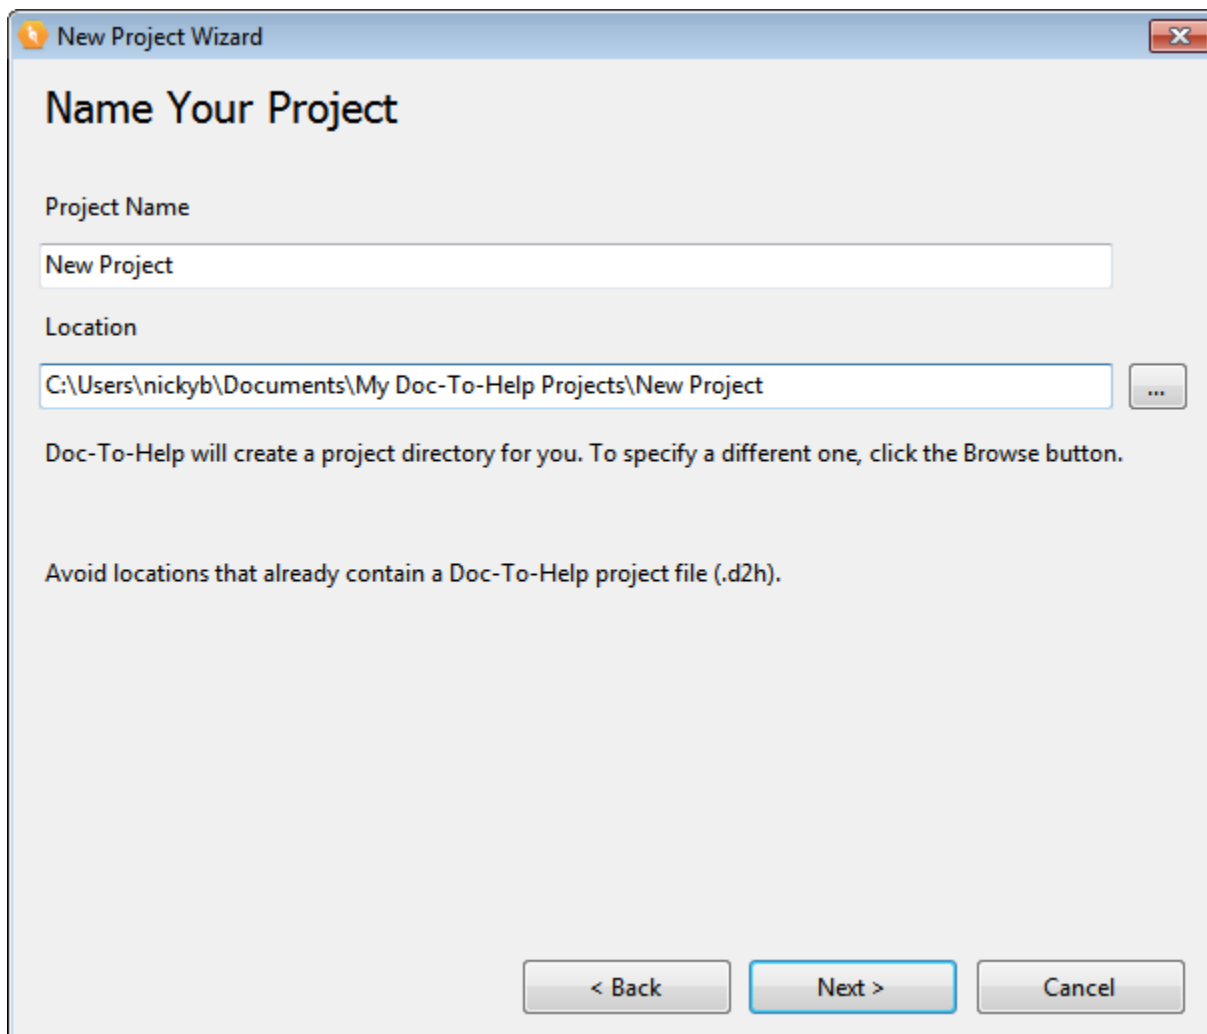 New Project Wizard
Name Your Project
Project Name
New Project
Location
C:\Users\nickyb\Documents\My Doc-To-Help Projects\New Project
...
Doc-To-Help will create a project directory for you. To specify a different one, click the Browse button.
Avoid locations that already contain a Doc-To-Help project file (.d2h).
< Back
Next >
Cancel